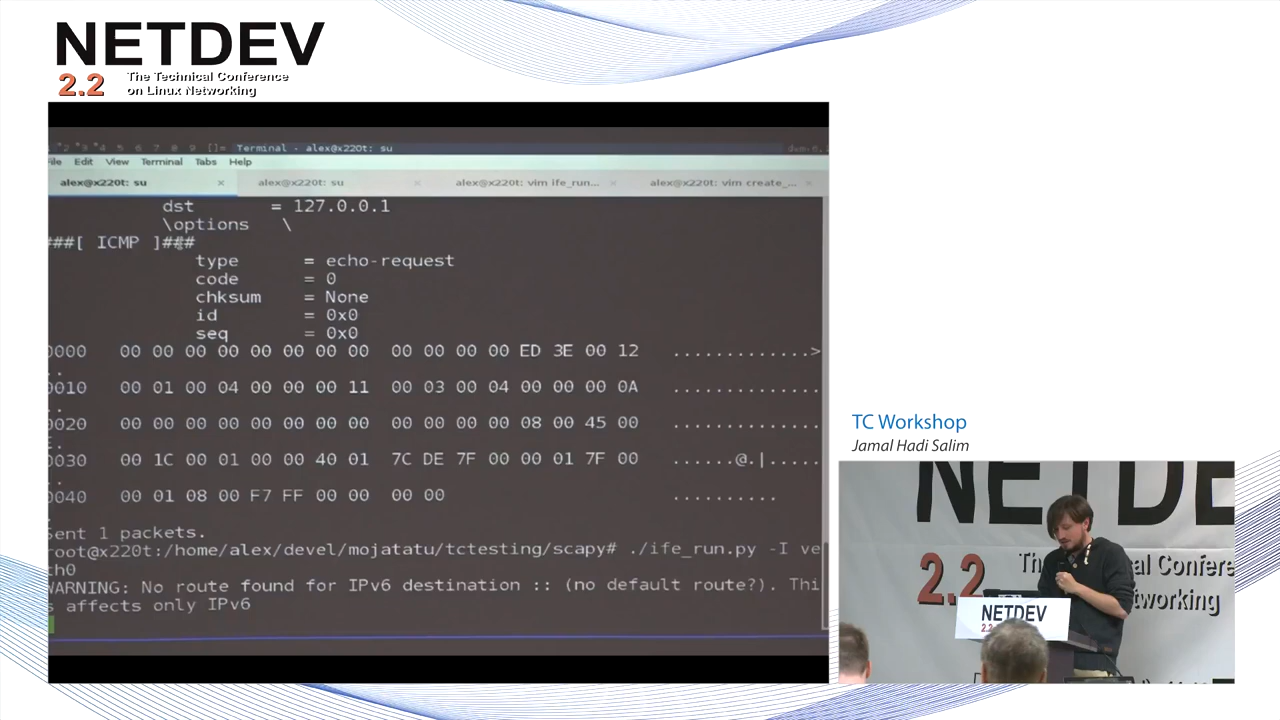 NETDEV
2.2
The Technical Conference
on Linux Networking
Terminal - alex@x220t: su
File Edit View Terminal Tabs Help
alex@x220t: su × alex@x220t: su × alex@x220t: vim ife_run... × alex@x220t: vim create_... ×
dst = 127.0.0.1
\options \
###[ ICMP ]###
type = echo-request
code = 0
chksum = None
id = 0x0
seq = 0x0
0000 00 00 00 00 00 00 00 00 00 00 00 00 ED 3E 00 12 .............>
..
0010 00 01 00 04 00 00 00 11 00 03 00 04 00 00 00 0A ..............
..
0020 00 00 00 00 00 00 00 00 00 00 00 00 08 00 45 00 ..............
E.
0030 00 1C 00 01 00 00 40 01 7C DE 7F 00 00 01 7F 00 ......@.|.....
..
0040 00 01 08 00 F7 FF 00 00 00 00 ..........
.
Sent 1 packets.
root@x220t:/home/alex/devel/mojatatu/tctesting/scapy# ./ife_run.py -I ve
th0
WARNING: No route found for IPv6 destination :: (no default route?). Thi
s affects only IPv6
TC Workshop
Jamal Hadi Salim
NETDE
2.2
NETDEV
2.2